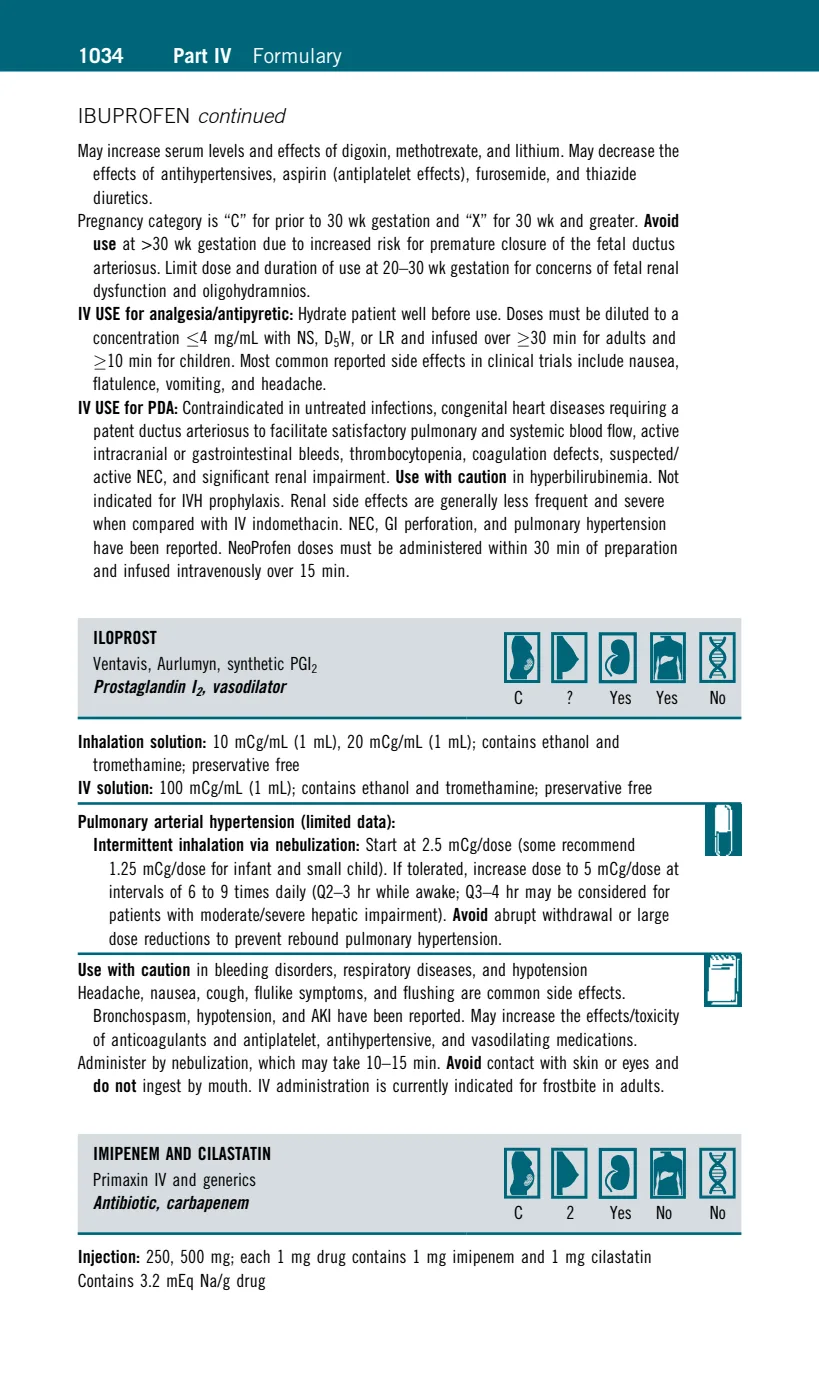 1034 Part IV Formulary
IBUPROFEN continued
May increase serum levels and effects of digoxin, methotrexate, and lithium. May decrease the
effects of antihypertensives, aspirin (antiplatelet effects), furosemide, and thiazide
diuretics.
Pregnancy category is “C” for prior to 30 wk gestation and “X” for 30 wk and greater. Avoid
use at >30 wk gestation due to increased risk for premature closure of the fetal ductus
arteriosus. Limit dose and duration of use at 20–30 wk gestation for concerns of fetal renal
dysfunction and oligohydramnios.
IV USE for analgesia/antipyretic: Hydrate patient well before use. Doses must be diluted to a
concentration ≤4 mg/mL with NS, D₅W, or LR and infused over ≥30 min for adults and
≥10 min for children. Most common reported side effects in clinical trials include nausea,
flatulence, vomiting, and headache.
IV USE for PDA: Contraindicated in untreated infections, congenital heart diseases requiring a
patent ductus arteriosus to facilitate satisfactory pulmonary and systemic blood flow, active
intracranial or gastrointestinal bleeds, thrombocytopenia, coagulation defects, suspected/
active NEC, and significant renal impairment. Use with caution in hyperbilirubinemia. Not
indicated for IVH prophylaxis. Renal side effects are generally less frequent and severe
when compared with IV indomethacin. NEC, GI perforation, and pulmonary hypertension
have been reported. NeoProfen doses must be administered within 30 min of preparation
and infused intravenously over 15 min.
ILOPROST
Ventavis, Aurlumyn, synthetic PGI₂
Prostaglandin I₂, vasodilator
C ? Yes Yes No
Inhalation solution: 10 mCg/mL (1 mL), 20 mCg/mL (1 mL); contains ethanol and
tromethamine; preservative free
IV solution: 100 mCg/mL (1 mL); contains ethanol and tromethamine; preservative free
Pulmonary arterial hypertension (limited data):
Intermittent inhalation via nebulization: Start at 2.5 mCg/dose (some recommend
1.25 mCg/dose for infant and small child). If tolerated, increase dose to 5 mCg/dose at
intervals of 6 to 9 times daily (Q2–3 hr while awake; Q3–4 hr may be considered for
patients with moderate/severe hepatic impairment). Avoid abrupt withdrawal or large
dose reductions to prevent rebound pulmonary hypertension.
Use with caution in bleeding disorders, respiratory diseases, and hypotension
Headache, nausea, cough, flulike symptoms, and flushing are common side effects.
Bronchospasm, hypotension, and AKI have been reported. May increase the effects/toxicity
of anticoagulants and antiplatelet, antihypertensive, and vasodilating medications.
Administer by nebulization, which may take 10–15 min. Avoid contact with skin or eyes and
do not ingest by mouth. IV administration is currently indicated for frostbite in adults.
IMIPENEM AND CILASTATIN
Primaxin IV and generics
Antibiotic, carbapenem
C 2 Yes No No
Injection: 250, 500 mg; each 1 mg drug contains 1 mg imipenem and 1 mg cilastatin
Contains 3.2 mEq Na/g drug